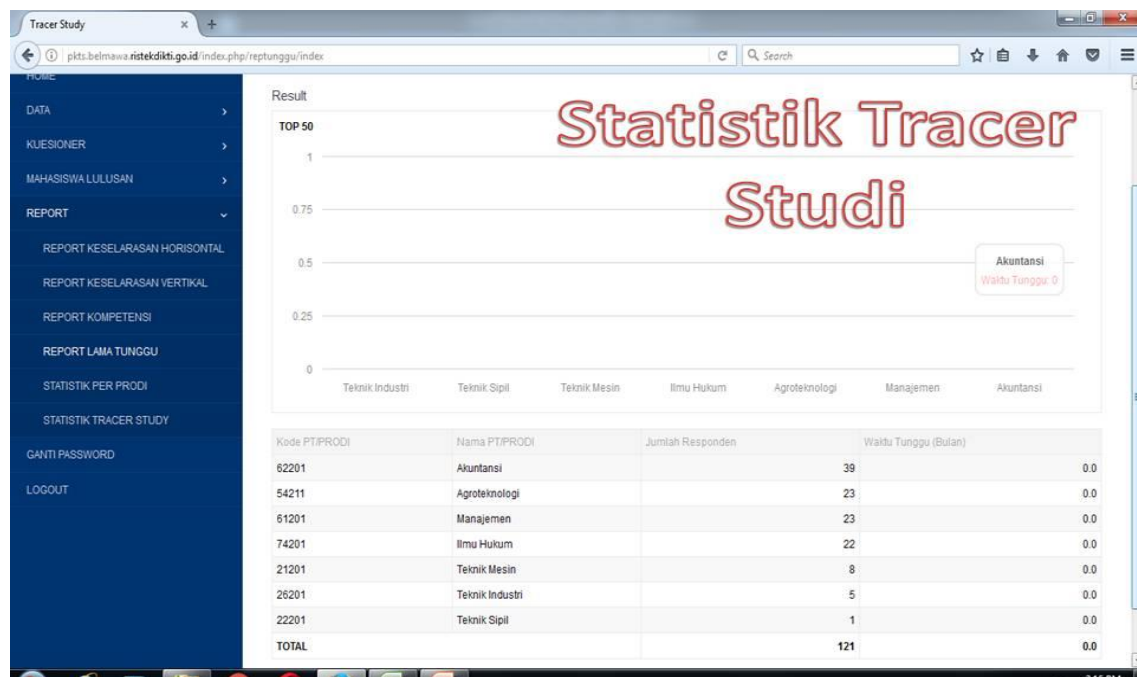 Tracer Study
pkts.belmawa.ristekdikti.go.id/index.php/reptunggu/index
Search
HOME
DATA
KUESIONER
MAHASISWA LULUSAN
REPORT
REPORT KESELARASAN HORISONTAL
REPORT KESELARASAN VERTIKAL
REPORT KOMPETENSI
REPORT LAMA TUNGGU
STATISTIK PER PRODI
STATISTIK TRACER STUDY
GANTI PASSWORD
LOGOUT
Result
Statistik Tracer
Studi
TOP 50
1
0.75
0.5
0.25
0
Akuntansi
Waktu Tunggu: 0
Teknik Industri Teknik Sipil Teknik Mesin Ilmu Hukum Agroteknologi Manajemen Akuntansi
Kode PT/PRODI Nama PT/PRODI Jumlah Responden Waktu Tunggu (Bulan)
62201 Akuntansi 39 0.0
54211 Agroteknologi 23 0.0
61201 Manajemen 23 0.0
74201 Ilmu Hukum 22 0.0
21201 Teknik Mesin 8 0.0
26201 Teknik Industri 5 0.0
22201 Teknik Sipil 1 0.0
TOTAL 121 0.0